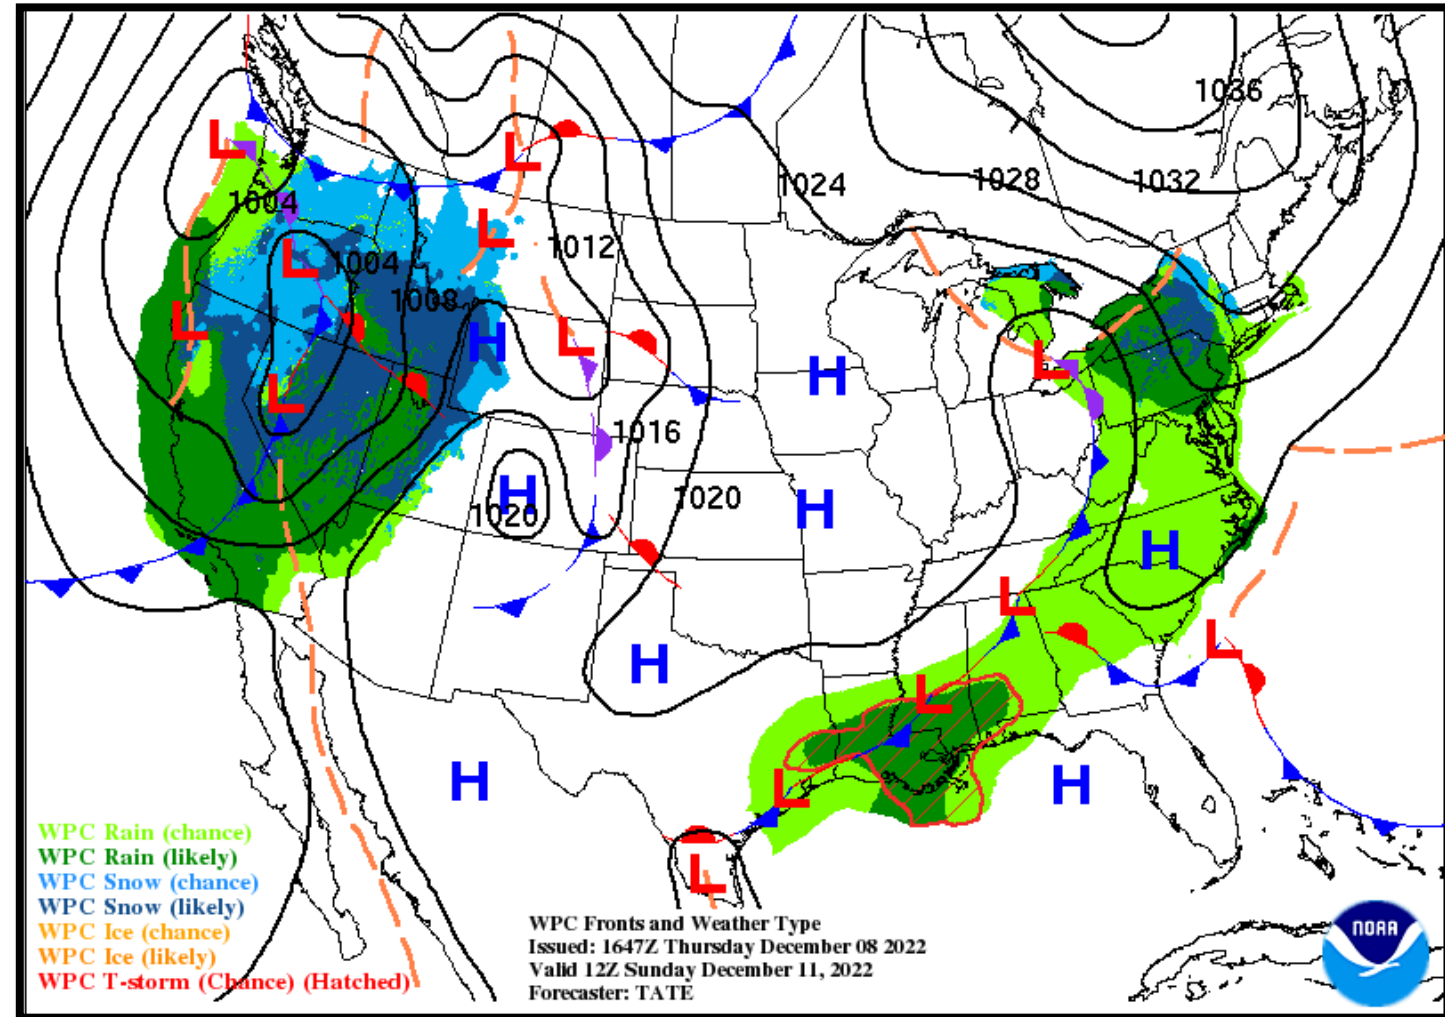 1036
1024
1028
1032
1004
1012
1004
1008
1016
1020
1020
L
L
L
L
L
L
L
L
L
L
L
L
L
H
H
H
H
H
H
H
H
WPC Rain (chance)
WPC Rain (likely)
WPC Snow (chance)
WPC Snow (likely)
WPC Ice (chance)
WPC Ice (likely)
WPC T-storm (Chance) (Hatched)
WPC Fronts and Weather Type
Issued: 1647Z Thursday December 08 2022
Valid 12Z Sunday December 11, 2022
Forecaster: TATE
NOAA